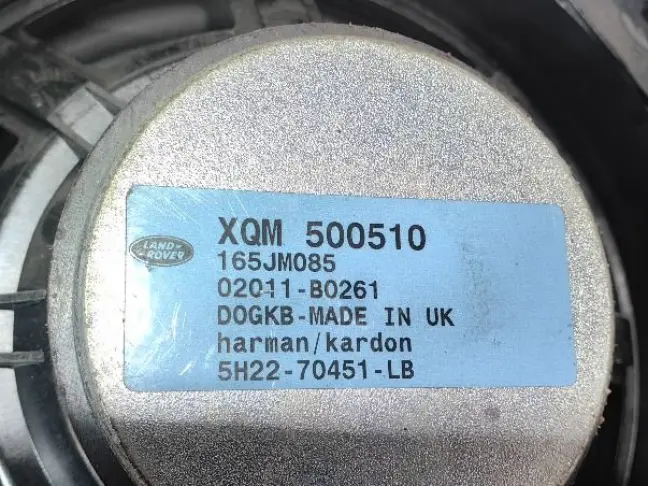 LAND-
ROVER
XQM 500510
165JM085
02011-B0261
DOGKB-MADE IN UK
harman/kardon
5H22-70451-LB